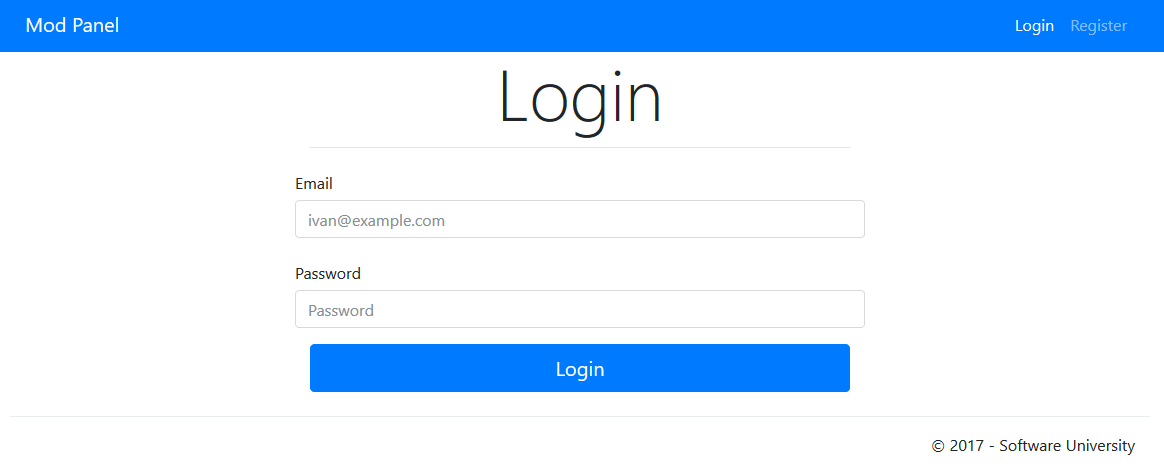 Mod Panel Login Register
Login
Email
ivan@example.com
Password
Password
Login
© 2017 - Software University